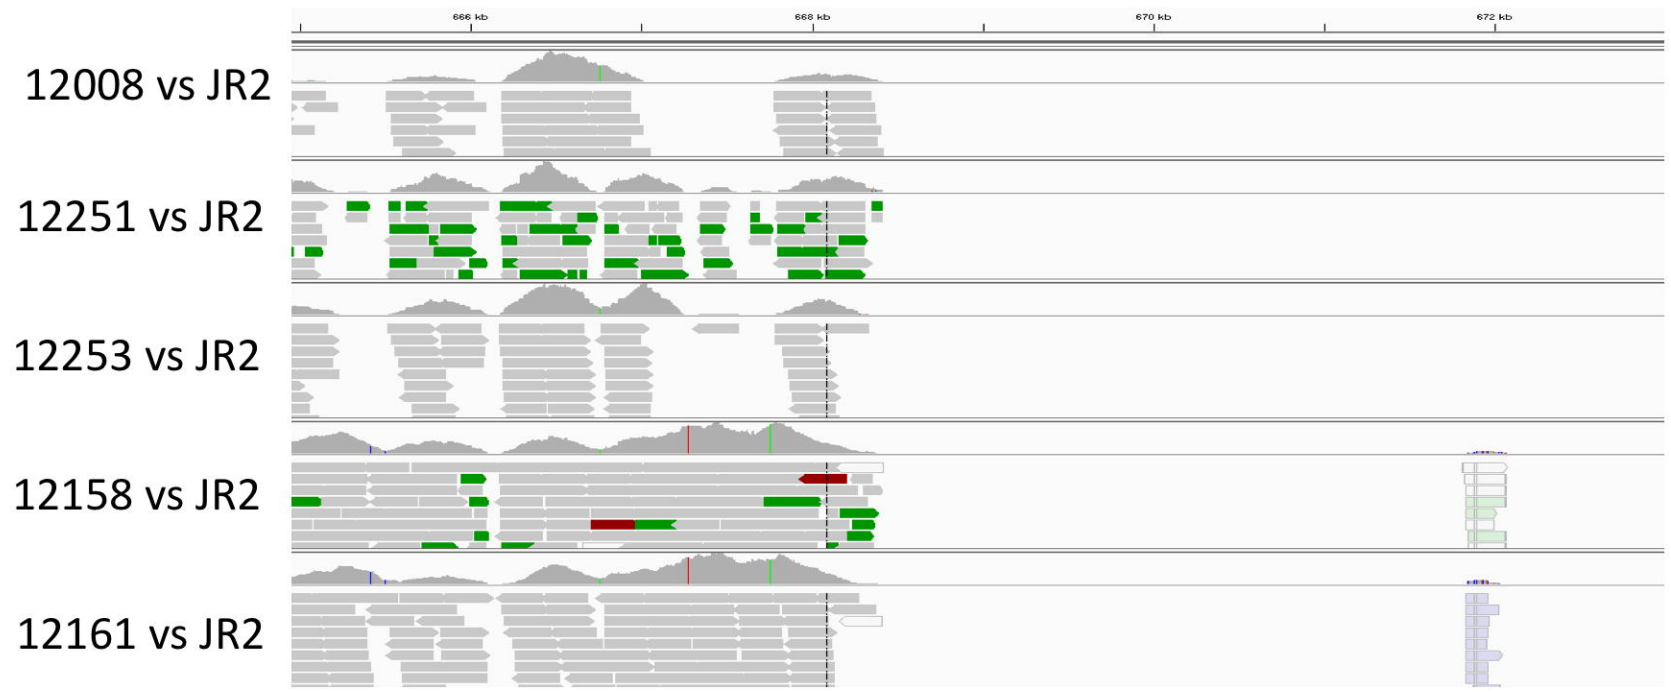 666 kb 668 kb 670 kb 672 kb
12008 vs JR2
12251 vs JR2
12253 vs JR2
12158 vs JR2
12161 vs JR2